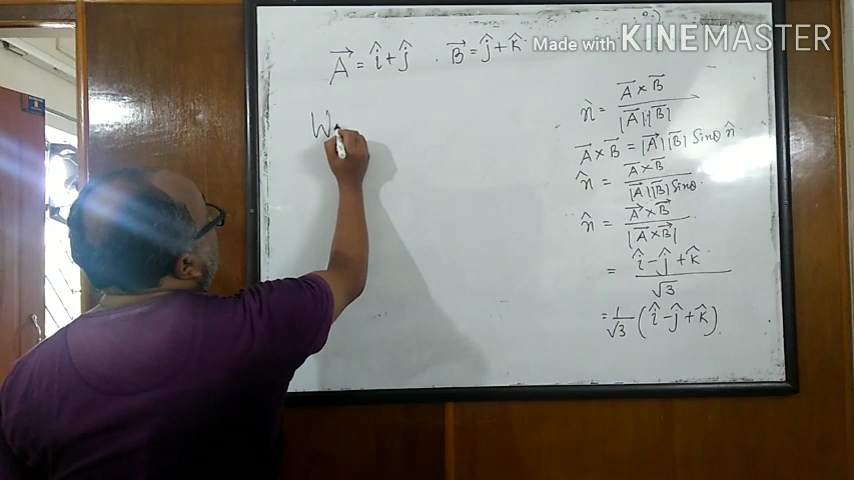 A⃗ = î + ĵ , B⃗ = ĵ + k̂
Made with KINEMASTER
W
n̂ = A⃗ × B⃗ / |A⃗||B⃗|
A⃗ × B⃗ = |A⃗||B⃗| Sinθ n̂
n̂ = A⃗ × B⃗ / |A⃗||B⃗| Sinθ.
n̂ = A⃗ × B⃗ / |A⃗ × B⃗|
= î - ĵ + k̂ / √3
= 1/√3 (î - ĵ + k̂).